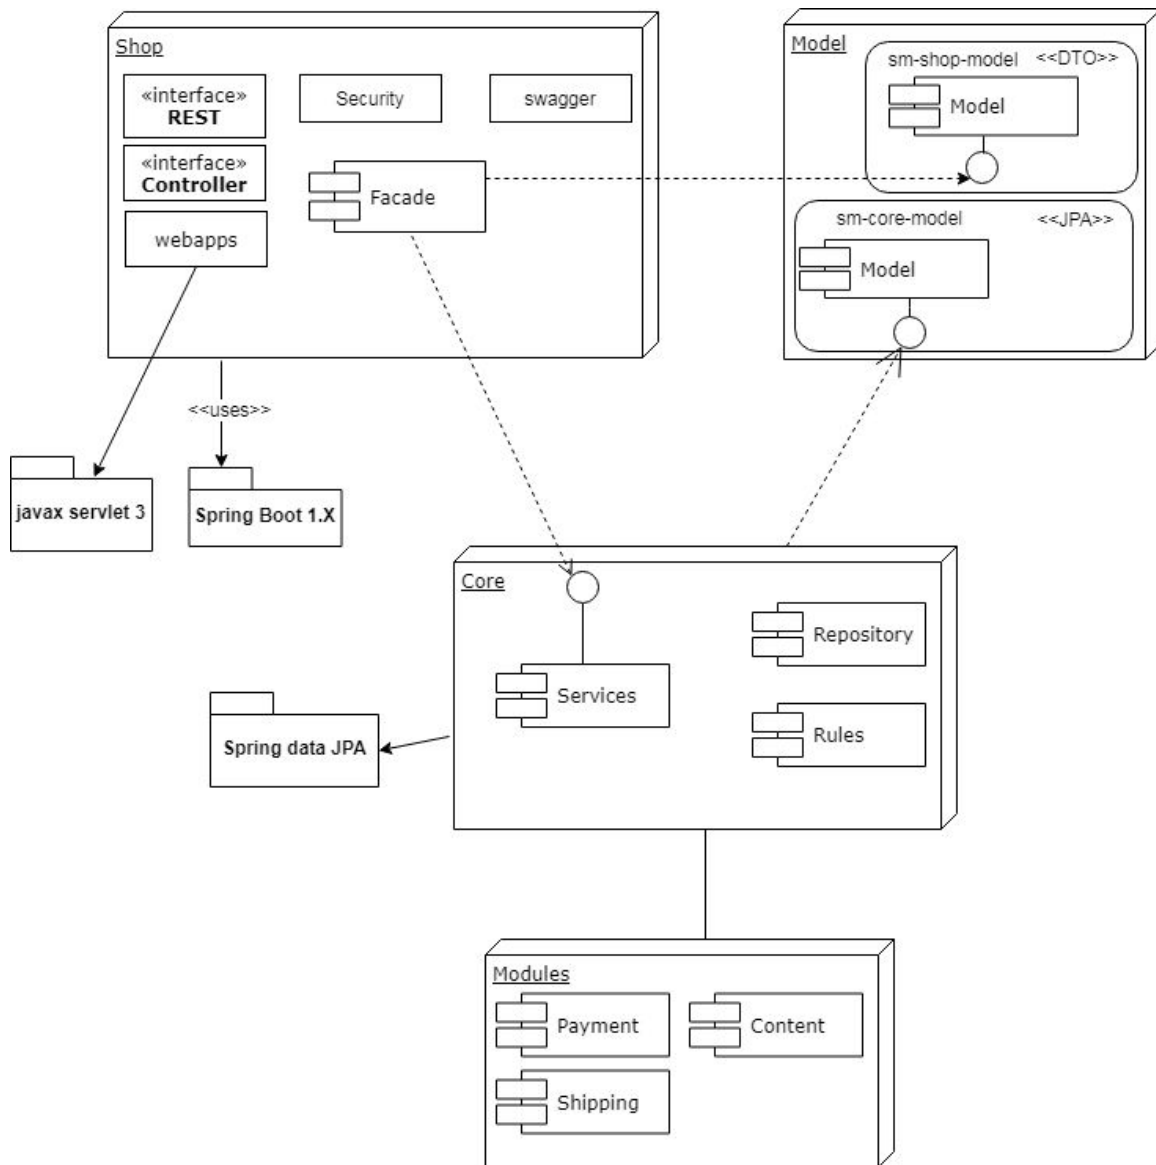 Shop
«interface»
REST
Security
swagger
«interface»
Controller
Facade
webapps
Model
sm-shop-model <<DTO>>
Model
sm-core-model <<JPA>>
Model
<<uses>>
javax servlet 3
Spring Boot 1.X
Core
Repository
Services
Rules
Spring data JPA
Modules
Payment
Content
Shipping